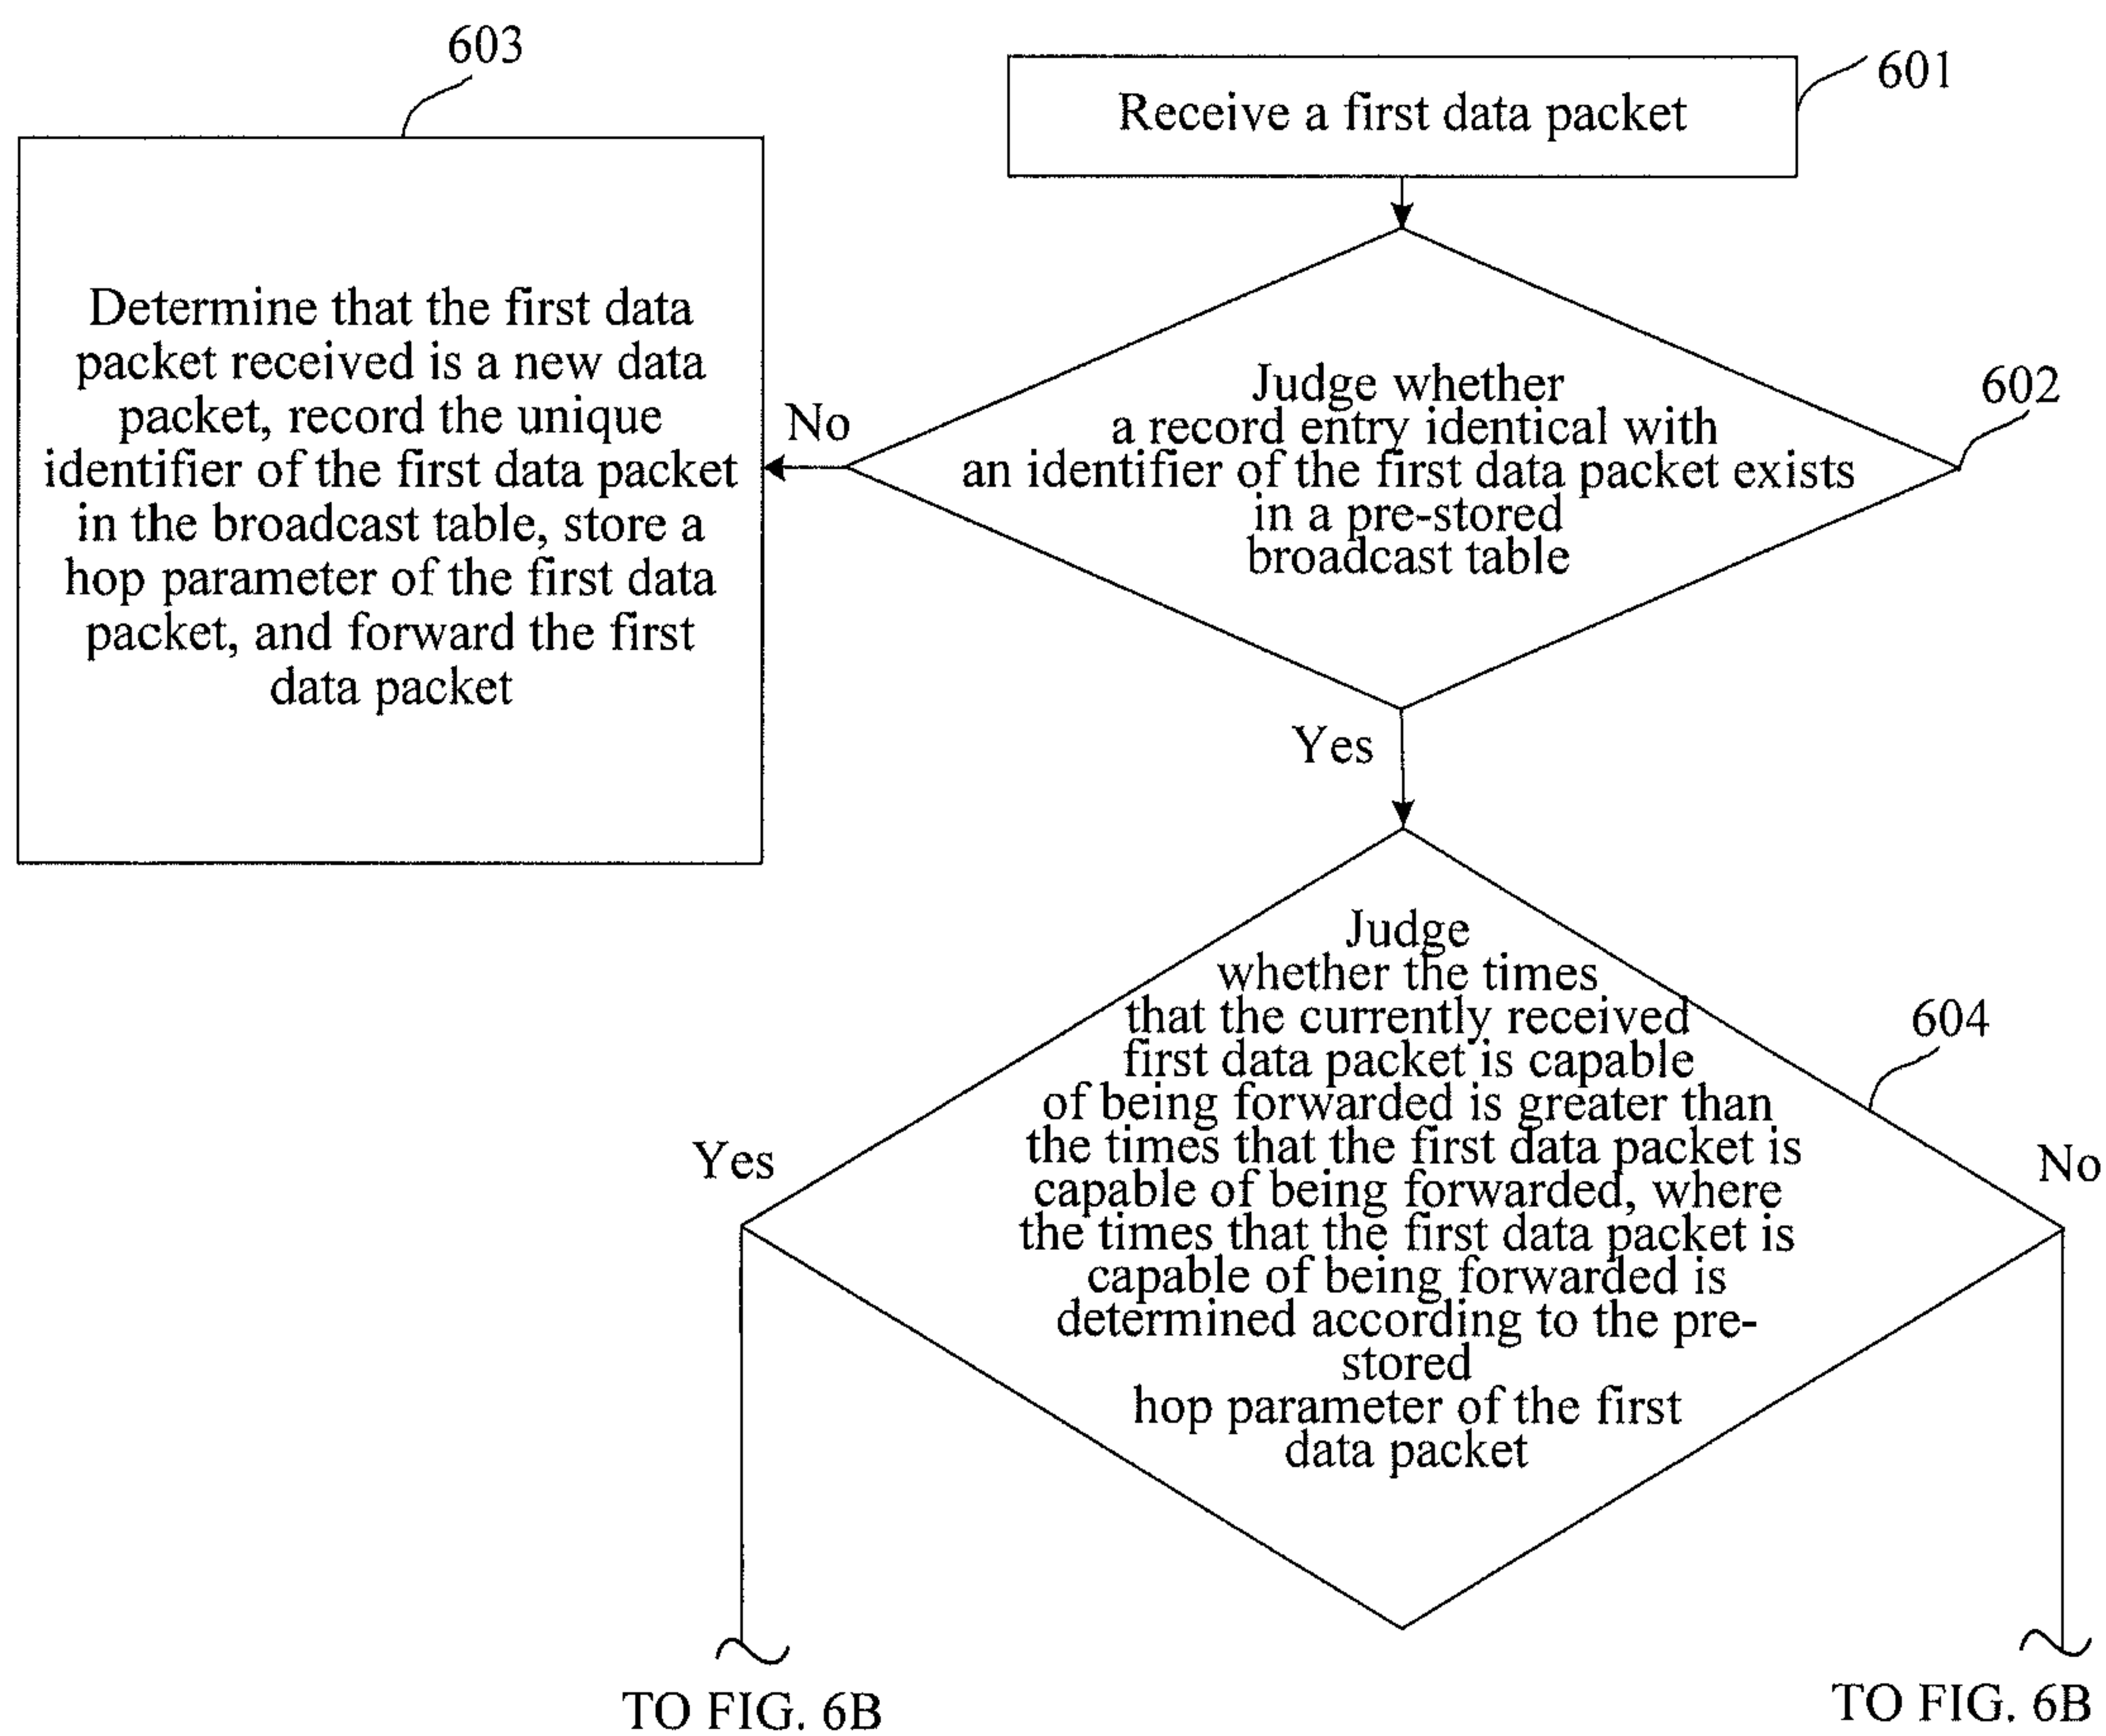 603
601
Receive a first data packet
Determine that the first data
packet received is a new data
packet, record the unique
identifier of the first data packet
in the broadcast table, store a
hop parameter of the first data
packet, and forward the first
data packet
No
Judge whether
a record entry identical with
an identifier of the first data packet exists
in a pre-stored
broadcast table
602
Yes
Judge
whether the times
that the currently received
first data packet is capable
of being forwarded is greater than
the times that the first data packet is
capable of being forwarded, where
the times that the first data packet is
capable of being forwarded is
determined according to the pre-
stored
hop parameter of the first
data packet
604
Yes
No
TO FIG. 6B
TO FIG. 6B